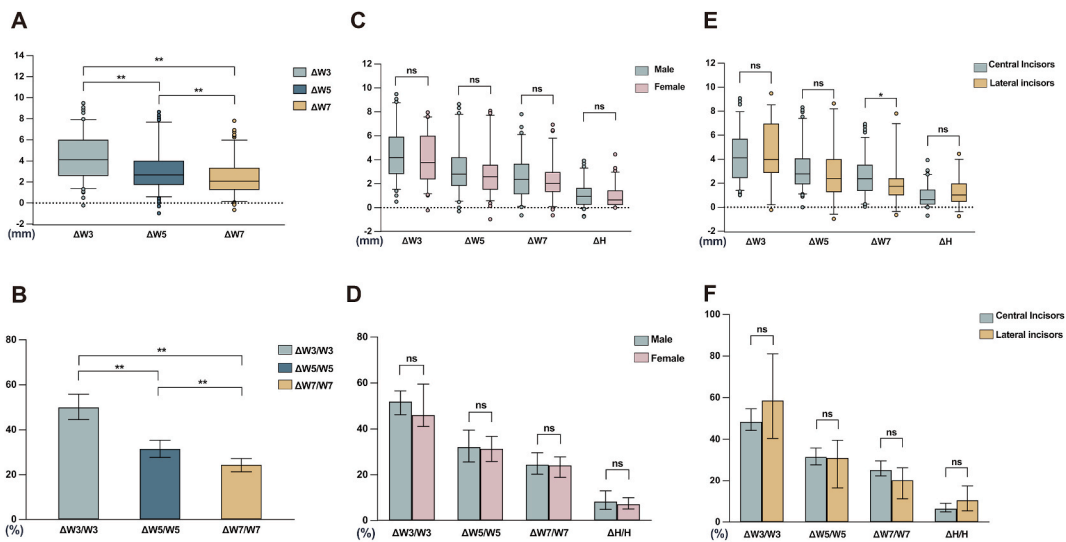 A
14
12
10
8
6
4
2
0
-2
(mm)
**
**
**
ΔW3
ΔW5
ΔW7
ΔW3
ΔW5
ΔW7
B
80
60
40
20
0
(%)
**
**
**
ΔW3/W3
ΔW5/W5
ΔW7/W7
ΔW3/W3
ΔW5/W5
ΔW7/W7
C
12
10
8
6
4
2
0
-2
(mm)
ns
ns
ns
ns
ΔW3
ΔW5
ΔW7
ΔH
Male
Female
D
80
60
40
20
0
(%)
ns
ns
ns
ns
ΔW3/W3
ΔW5/W5
ΔW7/W7
ΔH/H
Male
Female
E
12
10
8
6
4
2
0
-2
(mm)
ns
ns
*
ns
ΔW3
ΔW5
ΔW7
ΔH
Central Incisors
Lateral incisors
F
100
80
60
40
20
0
(%)
ns
ns
ns
ns
ΔW3/W3
ΔW5/W5
ΔW7/W7
ΔH/H
Central Incisors
Lateral incisors